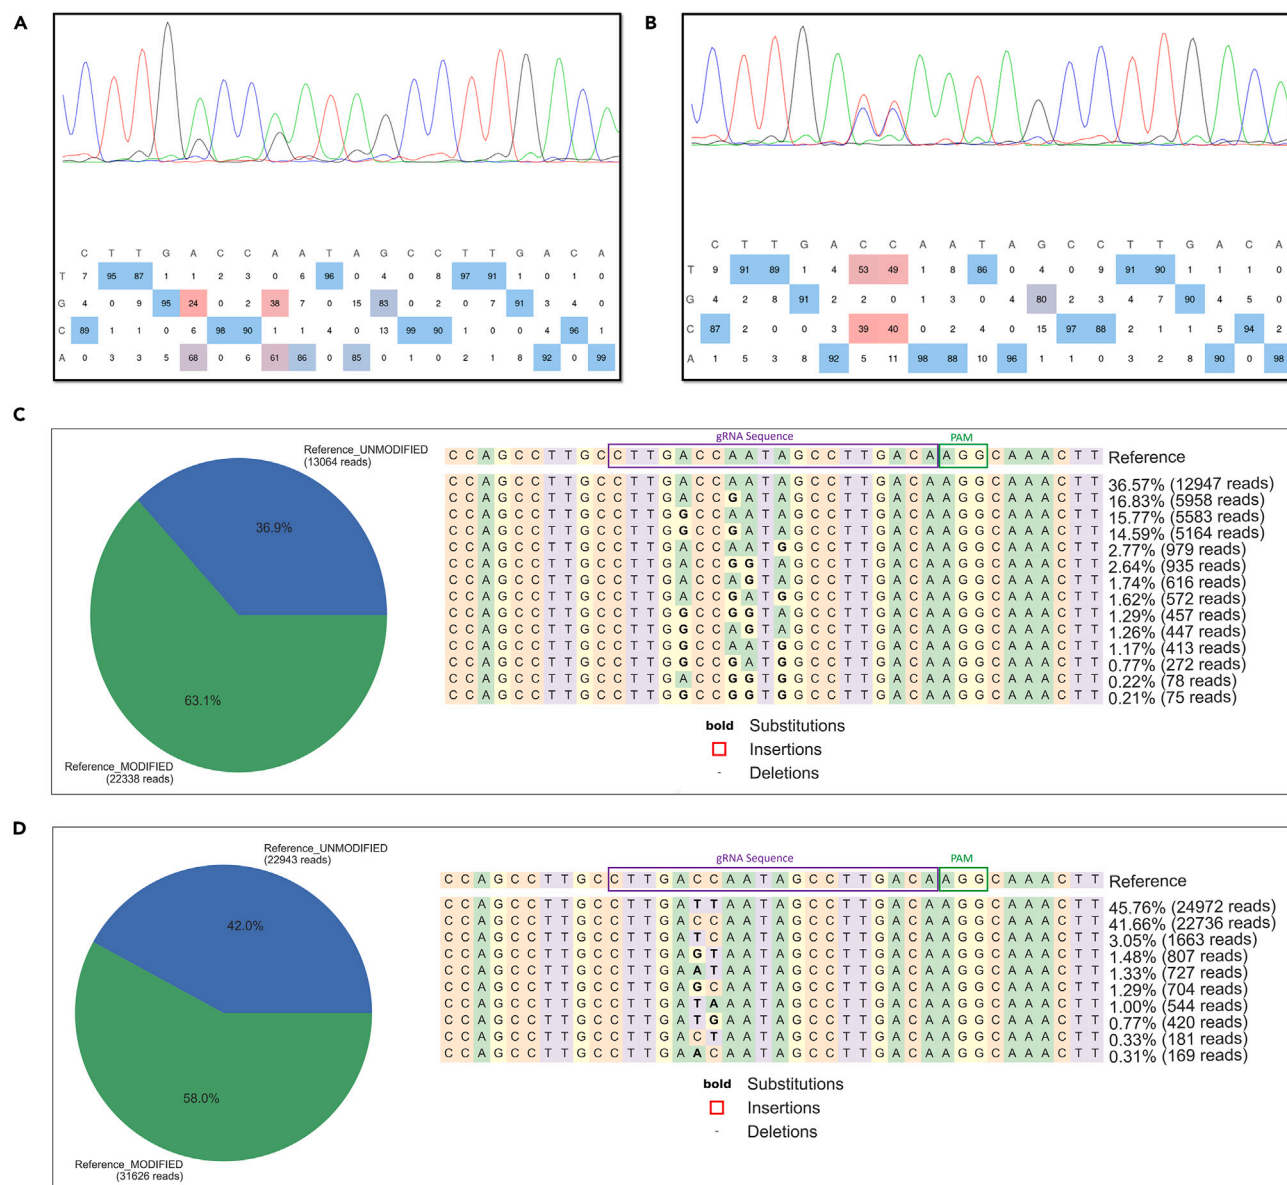 A
C T T G A C C A A T A G C C T T G A C A
T 7 95 87 1 1 2 3 0 6 96 0 4 0 8 97 91 1 0 1 0
G 4 0 9 95 24 0 2 38 7 0 15 83 0 0 0 7 91 3 4 0
C 89 1 1 0 6 98 90 1 1 4 0 13 99 90 1 0 0 4 96 1
A 0 3 3 5 68 0 6 61 86 0 85 0 1 0 2 1 8 92 0 99
B
C T T G A C C A A T A G C C T T G A C A
T 9 91 89 1 4 53 49 1 8 86 0 4 0 9 91 90 1 1 1 0
G 4 2 8 91 2 2 0 1 3 0 0 80 2 3 4 7 90 4 5 0
C 87 2 0 0 3 39 40 0 2 4 0 15 97 88 2 1 1 5 94 2
A 1 5 3 8 92 5 11 98 88 10 96 1 1 0 3 2 8 90 0 98
C
Reference_UNMODIFIED
(13064 reads)
36.9%
63.1%
Reference_MODIFIED
(22338 reads)
gRNA Sequence PAM
C C A G C C T T G C C T T G A C C A A T A G C C T T G A C A A G G C A A A C T T Reference
C C A G C C T T G C C T T G A C C A A T A G C C T T G A C A A G G C A A A C T T 36.57% (12947 reads)
C C A G C C T T G C C T T G A C C G A T A G C C T T G A C A A G G C A A A C T T 16.83% (5958 reads)
C C A G C C T T G C C T T G G C C A A T A G C C T T G A C A A G G C A A A C T T 15.77% (5583 reads)
C C A G C C T T G C C T T G G C C G A T A G C C T T G A C A A G G C A A A C T T 14.59% (5164 reads)
C C A G C C T T G C C T T G A C C A A T G G C C T T G A C A A G G C A A A C T T 2.77% (979 reads)
C C A G C C T T G C C T T G A C C G G T A G C C T T G A C A A G G C A A A C T T 2.64% (935 reads)
C C A G C C T T G C C T T G A C C A G T A G C C T T G A C A A G G C A A A C T T 1.74% (616 reads)
C C A G C C T T G C C T T G A C C G A T G G C C T T G A C A A G G C A A A C T T 1.62% (572 reads)
C C A G C C T T G C C T T G G C C G G T A G C C T T G A C A A G G C A A A C T T 1.29% (457 reads)
C C A G C C T T G C C T T G G C C A G T A G C C T T G A C A A G G C A A A C T T 1.26% (447 reads)
C C A G C C T T G C C T T G G C C A A T G G C C T T G A C A A G G C A A A C T T 1.17% (413 reads)
C C A G C C T T G C C T T G G C C G A T G G C C T T G A C A A G G C A A A C T T 0.77% (272 reads)
C C A G C C T T G C C T T G A C C G G T G G C C T T G A C A A G G C A A A C T T 0.22% (78 reads)
C C A G C C T T G C C T T G G C C G G T G G C C T T G A C A A G G C A A A C T T 0.21% (75 reads)
bold Substitutions
Insertions
- Deletions
D
Reference_UNMODIFIED
(22943 reads)
42.0%
58.0%
Reference_MODIFIED
(31626 reads)
gRNA Sequence PAM
C C A G C C T T G C C T T G A C C A A T A G C C T T G A C A A G G C A A A C T T Reference
C C A G C C T T G C C T T G A T T A A T A G C C T T G A C A A G G C A A A C T T 45.76% (24972 reads)
C C A G C C T T G C C T T G A C C A A T A G C C T T G A C A A G G C A A A C T T 41.66% (22736 reads)
C C A G C C T T G C C T T G A T C A A T A G C C T T G A C A A G G C A A A C T T 3.05% (1663 reads)
C C A G C C T T G C C T T G A G T A A T A G C C T T G A C A A G G C A A A C T T 1.48% (807 reads)
C C A G C C T T G C C T T G A A T A A T A G C C T T G A C A A G G C A A A C T T 1.33% (727 reads)
C C A G C C T T G C C T T G A G C A A T A G C C T T G A C A A G G C A A A C T T 1.29% (704 reads)
C C A G C C T T G C C T T G A T A A A T A G C C T T G A C A A G G C A A A C T T 1.00% (544 reads)
C C A G C C T T G C C T T G A T G A A T A G C C T T G A C A A G G C A A A C T T 0.77% (420 reads)
C C A G C C T T G C C T T G A C T A A T A G C C T T G A C A A G G C A A A C T T 0.33% (181 reads)
C C A G C C T T G C C T T G A A C A A T A G C C T T G A C A A G G C A A A C T T 0.31% (169 reads)
bold Substitutions
Insertions
- Deletions